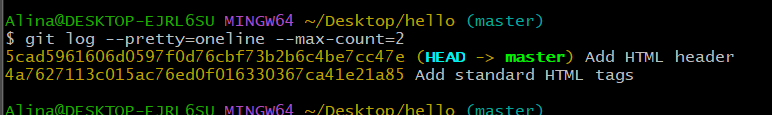 Alina@DESKTOP-EJRL6SU MINGW64 ~/Desktop/hello (master)
$ git log --pretty=oneline --max-count=2
5cad5961606d0597f0d76cbf73b2b6c4be7cc47e (HEAD -> master) Add HTML header
4a7627113c015ac76ed0f016330367ca41e21a85 Add standard HTML tags
Alina@DESKTOP-EJRL6SU MINGW64 ~/Desktop/hello (master)